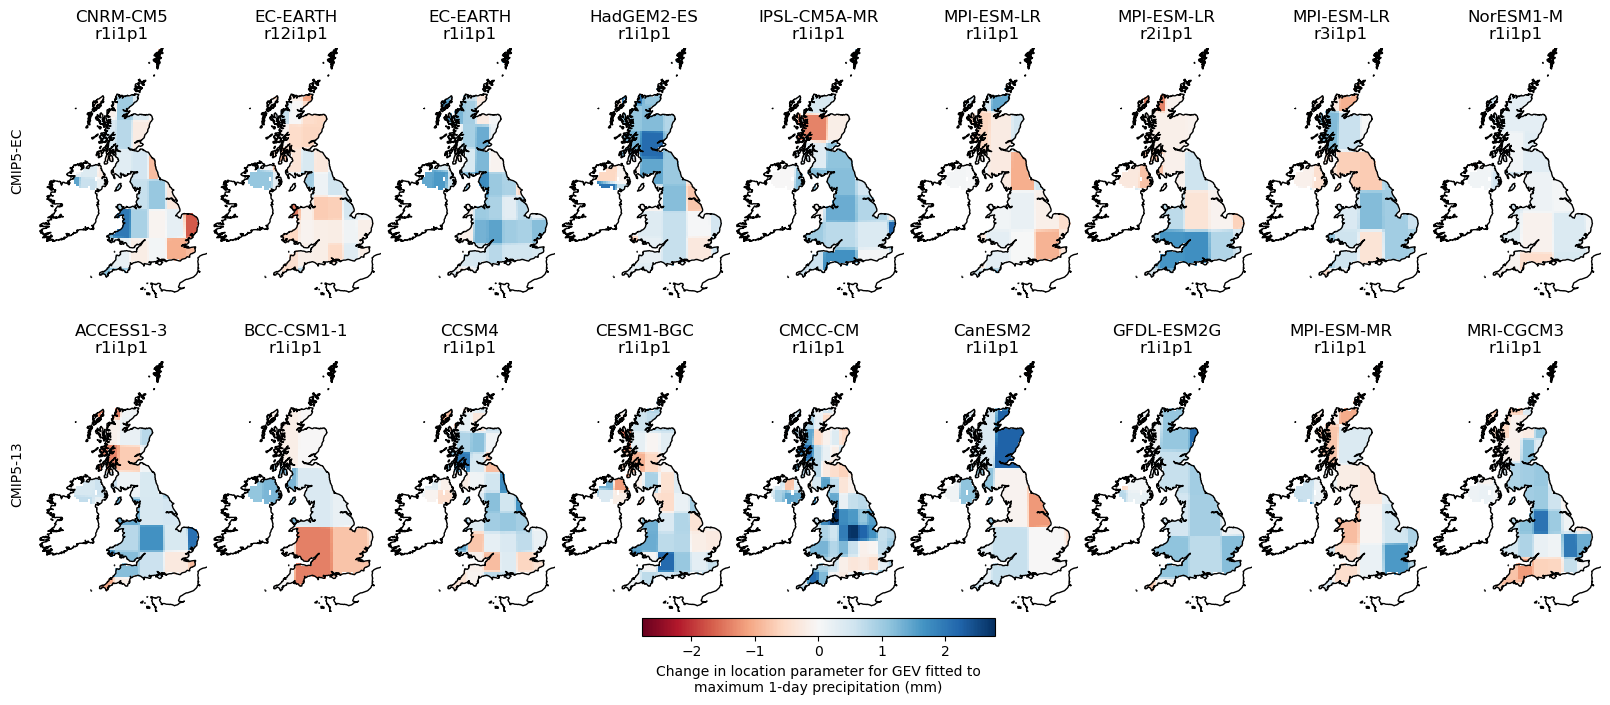 CNRM-CM5 EC-EARTH EC-EARTH HadGEM2-ES IPSL-CM5A-MR MPI-ESM-LR MPI-ESM-LR MPI-ESM-LR NorESM1-M
r1i1p1 r12i1p1 r1i1p1 r1i1p1 r1i1p1 r1i1p1 r2i1p1 r3i1p1 r1i1p1
CMIP5-EC
ACCESS1-3 BCC-CSM1-1 CCSM4 CESM1-BGC CMCC-CM CanESM2 GFDL-ESM2G MPI-ESM-MR MRI-CGCM3
r1i1p1 r1i1p1 r1i1p1 r1i1p1 r1i1p1 r1i1p1 r1i1p1 r1i1p1 r1i1p1
CMIP5-13
−2 −1 0 1 2
Change in location parameter for GEV fitted to
maximum 1-day precipitation (mm)